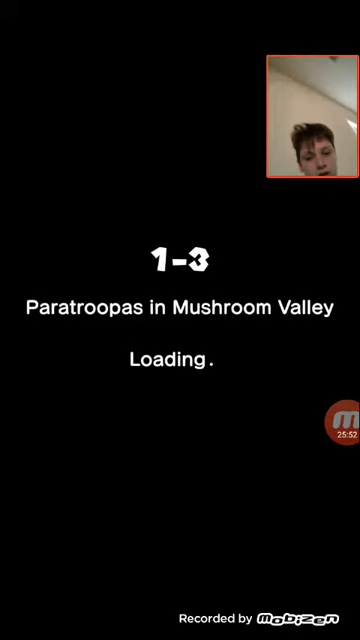 1-3
Paratroopas in Mushroom Valley
Loading.
25:52
Recorded by Mobizen